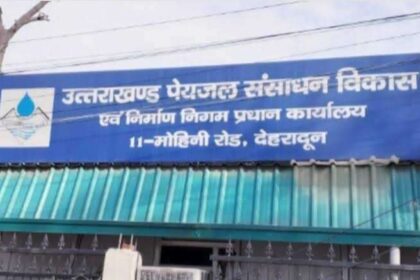 उत्तराखण्ड पेयजल संसाधन विकास
एवं निर्माण निगम प्रधान कार्यालय
11-मोहिनी रोड, देहरादून